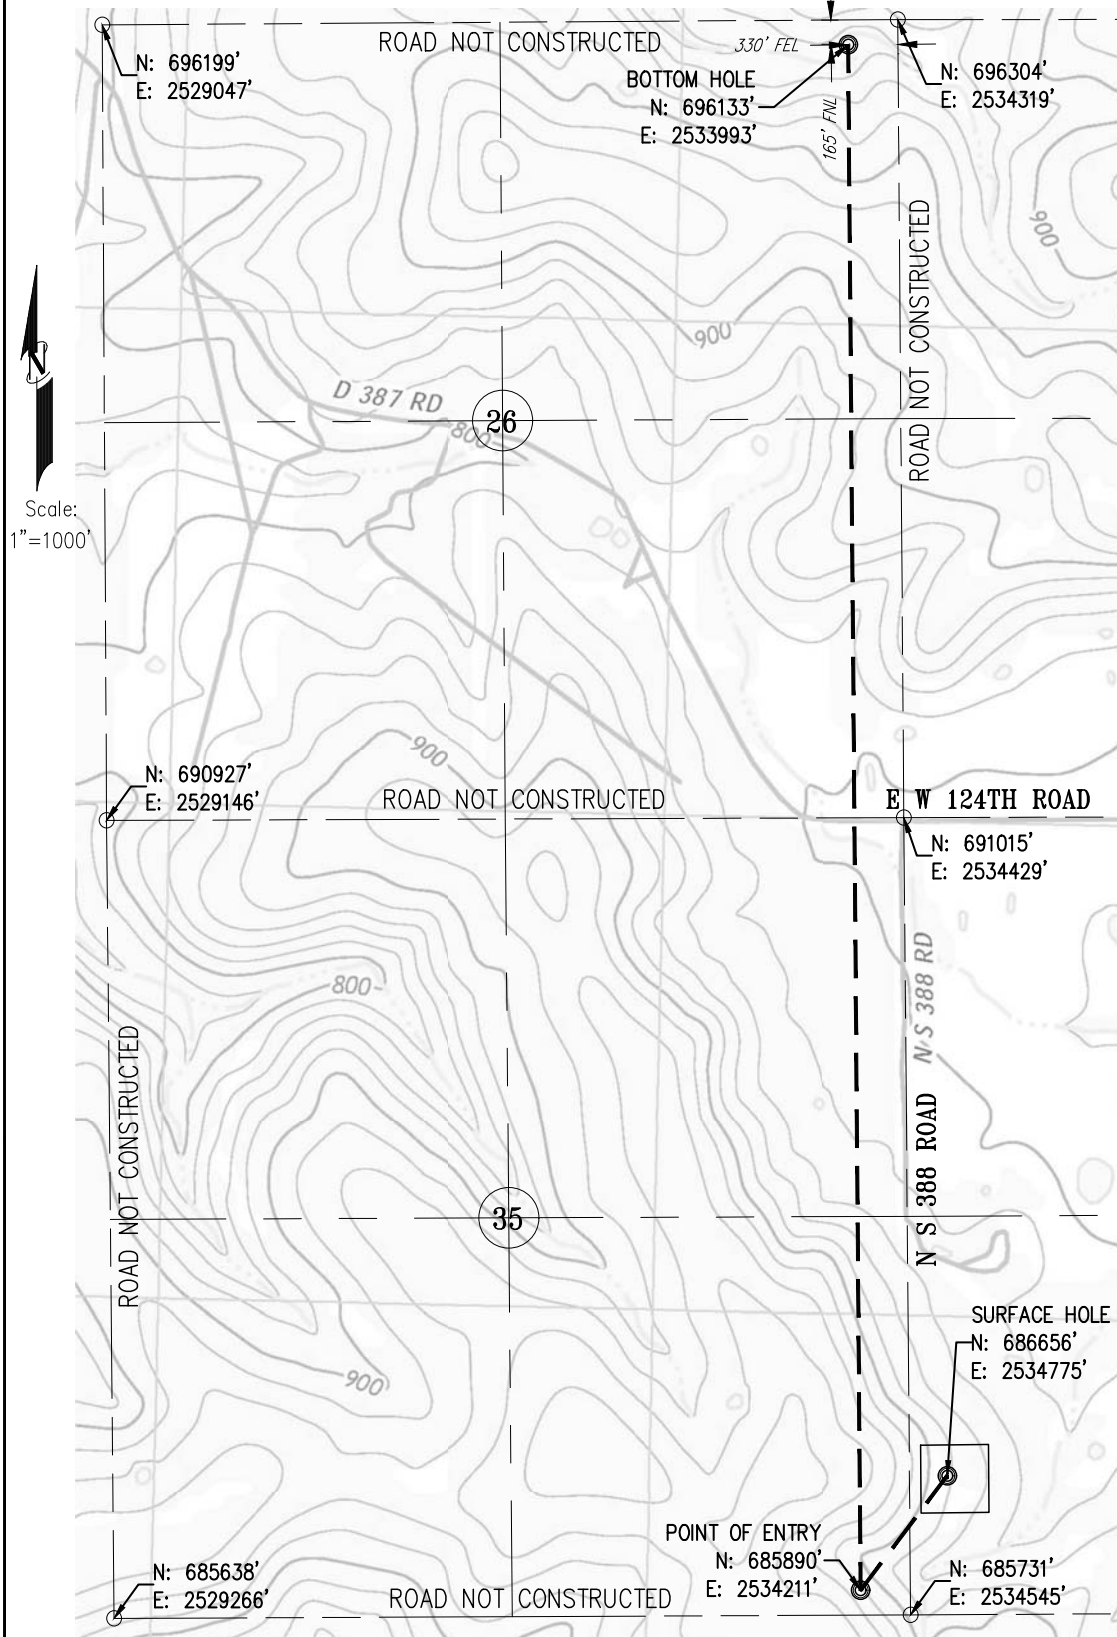 ROAD NOT CONSTRUCTED
330' FEL
N: 696199'
E: 2529047'
BOTTOM HOLE
N: 696133'
E: 2533993'
N: 696304'
E: 2534319'
165' FNL
ROAD NOT CONSTRUCTED
900
900
N
Scale:
1"=1000'
D 387 RD
800
26
900
N: 690927'
E: 2529146'
ROAD NOT CONSTRUCTED
E W 124TH ROAD
N: 691015'
E: 2534429'
800
N S 388 RD
ROAD NOT CONSTRUCTED
N S 388 ROAD
35
SURFACE HOLE
N: 686656'
E: 2534775'
900
POINT OF ENTRY
N: 685890'
E: 2534211'
N: 685638'
E: 2529266'
ROAD NOT CONSTRUCTED
N: 685731'
E: 2534545'